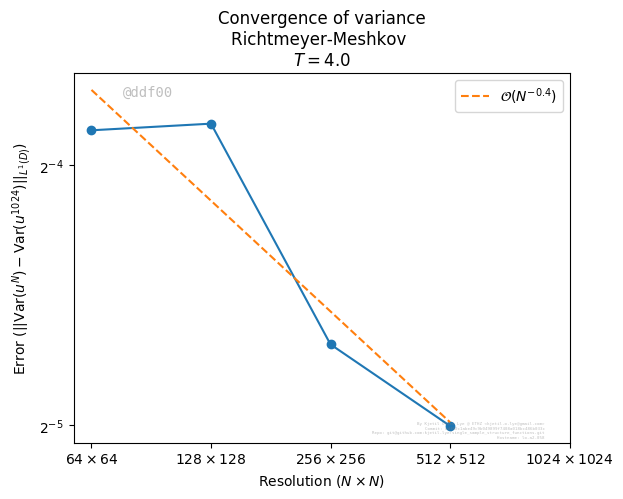 Convergence of variance
Richtmeyer-Meshkov
T = 4.0
@ddf00
O(N^{-0.4})
Error (||Var(u^N) − Var(u^{1024})||_{L^1(D)})
2^{-4}
2^{-5}
64 × 64
128 × 128
256 × 256
512 × 512
1024 × 1024
Resolution (N × N)